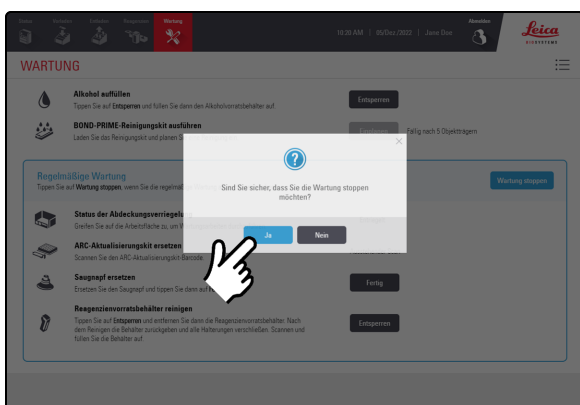 Status
Beladen
Entladen
Reagenzien
Wartung
10:20 AM | 05/Dez./2022 | Jane Doe
Abmelden
Leica
BIOSYSTEMS
WARTUNG
Alkohol auffüllen
Tippen Sie auf Entsperren und füllen Sie dann den Alkoholvorratsbehälter auf.
Entsperren
BOND-PRIME-Reinigungskit ausführen
Laden Sie das Reinigungskit und planen
Fällig nach 5 Objektträgern
Sind Sie sicher, dass Sie die Wartung stoppen
möchten?
Ja
Nein
Regelmäßige Wartung
Tippen Sie auf Wartung stoppen, wenn Sie die
Wartung stoppen
Status der Abdeckungsverriegelung
Greifen Sie auf die Arbeitsfläche zu, um
ARC-Aktualisierungskit ersetzen
Scannen Sie den ARC-Aktualisierungskit-Barcode
Saugnapf ersetzen
Ersetzen Sie den Saugnapf und tippen Sie dann auf
Fertig
Reagenzienvorratsbehälter reinigen
Tippen Sie auf Entsperren und entfernen Sie dann die Reagenzienvorratsbehälter. Nach
dem Reinigen die Behälter zurückgeben und alle Halterungen verschließen, Scannen und
füllen Sie die Behälter auf.
Entsperren